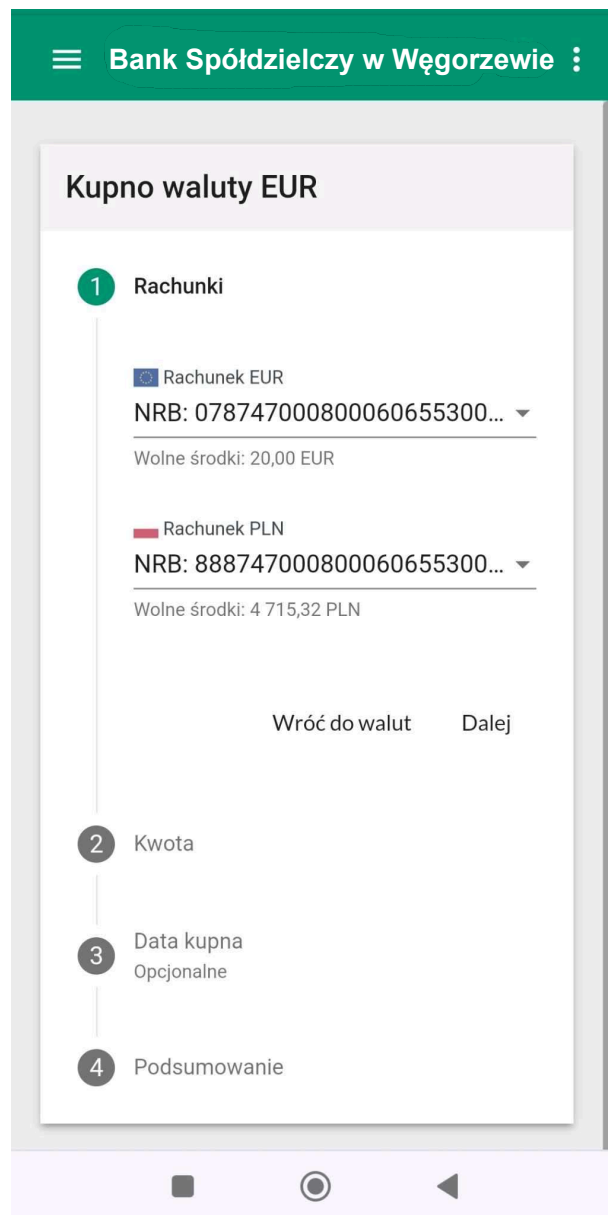 Bank Spółdzielczy w Węgorzewie
Kupno waluty EUR
1 Rachunki
Rachunek EUR
NRB: 078747000800060655300...
Wolne środki: 20,00 EUR
Rachunek PLN
NRB: 888747000800060655300...
Wolne środki: 4 715,32 PLN
Wróć do walut Dalej
2 Kwota
3 Data kupna
Opcjonalne
4 Podsumowanie